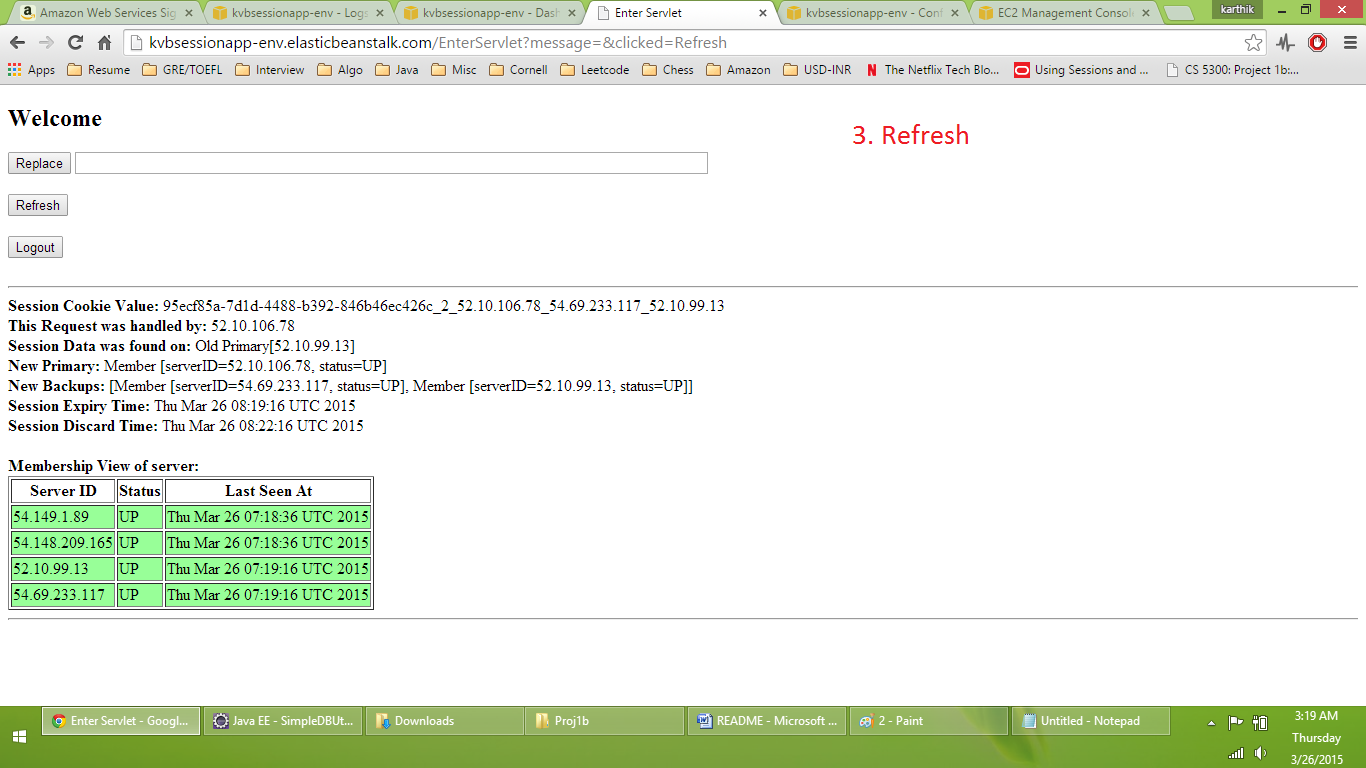 Amazon Web Services Sig
kvbsessionapp-env - Logs
kvbsessionapp-env - Dash
Enter Servlet
kvbsessionapp-env - Conf
EC2 Management Console
karthik
kvbsessionapp-env.elasticbeanstalk.com/EnterServlet?message=&clicked=Refresh
Apps Resume GRE/TOEFL Interview Algo Java Misc Cornell Leetcode Chess Amazon USD-INR The Netflix Tech Blo... Using Sessions and ... CS 5300: Project 1b:...
Welcome
3. Refresh
Replace
Refresh
Logout
Session Cookie Value: 95ecf85a-7d1d-4488-b392-846b46ec426c_2_52.10.106.78_54.69.233.117_52.10.99.13
This Request was handled by: 52.10.106.78
Session Data was found on: Old Primary[52.10.99.13]
New Primary: Member [serverID=52.10.106.78, status=UP]
New Backups: [Member [serverID=54.69.233.117, status=UP], Member [serverID=52.10.99.13, status=UP]]
Session Expiry Time: Thu Mar 26 08:19:16 UTC 2015
Session Discard Time: Thu Mar 26 08:22:16 UTC 2015
Membership View of server:
Server ID Status Last Seen At
54.149.1.89 UP Thu Mar 26 07:18:36 UTC 2015
54.148.209.165 UP Thu Mar 26 07:18:36 UTC 2015
52.10.99.13 UP Thu Mar 26 07:19:16 UTC 2015
54.69.233.117 UP Thu Mar 26 07:19:16 UTC 2015
Enter Servlet - Googl... Java EE - SimpleDBUt... Downloads Proj1b README - Microsoft ... 2 - Paint Untitled - Notepad
3:19 AM
Thursday
3/26/2015